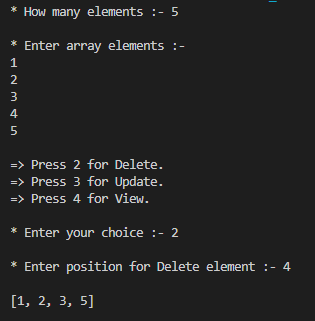 * How many elements :- 5
* Enter array elements :-
1
2
3
4
5
=> Press 2 for Delete.
=> Press 3 for Update.
=> Press 4 for View.
* Enter your choice :- 2
* Enter position for Delete element :- 4
[1, 2, 3, 5]